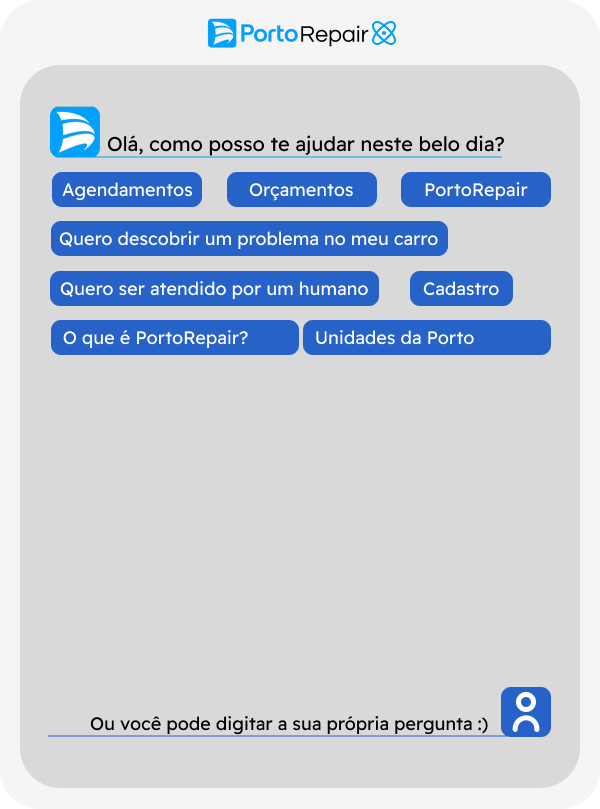 PortoRepair
Olá, como posso te ajudar neste belo dia?
Agendamentos Orçamentos PortoRepair
Quero descobrir um problema no meu carro
Quero ser atendido por um humano Cadastro
O que é PortoRepair? Unidades da Porto
Ou você pode digitar a sua própria pergunta :)